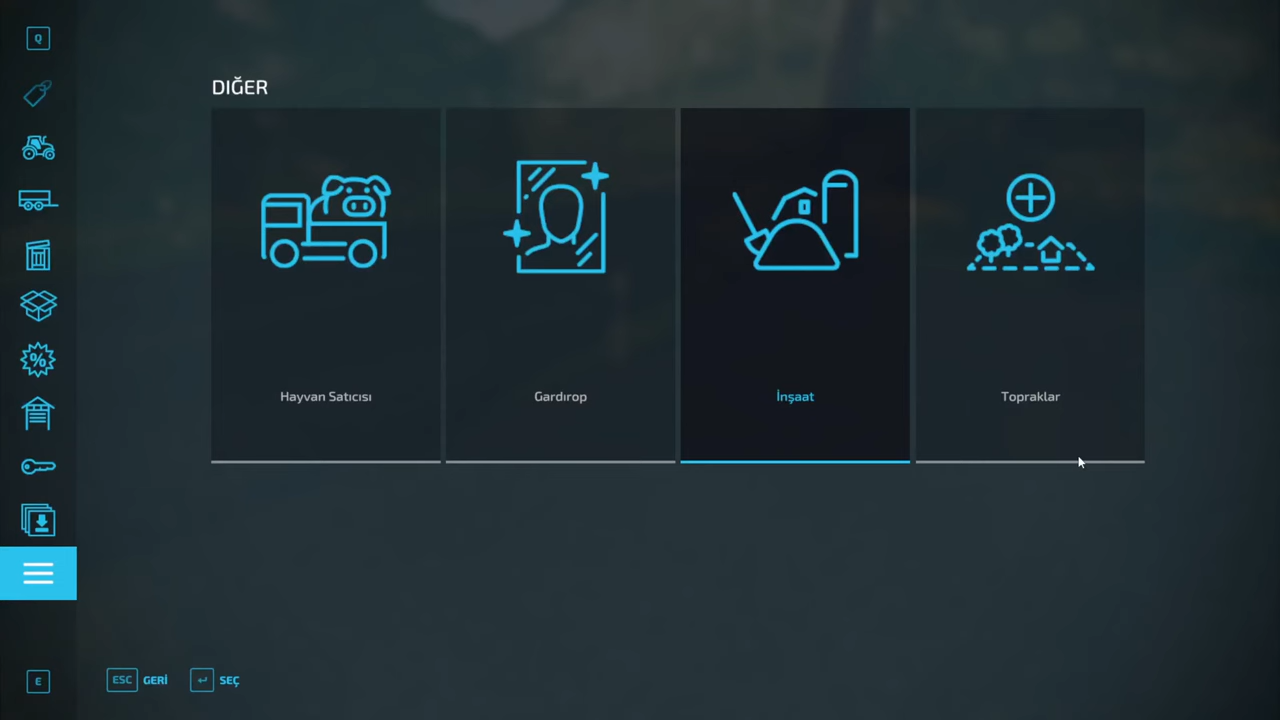 Q
DIĞER
%
Hayvan Satıcısı
Gardırop
İnşaat
Topraklar
E
ESC GERİ
SEÇ